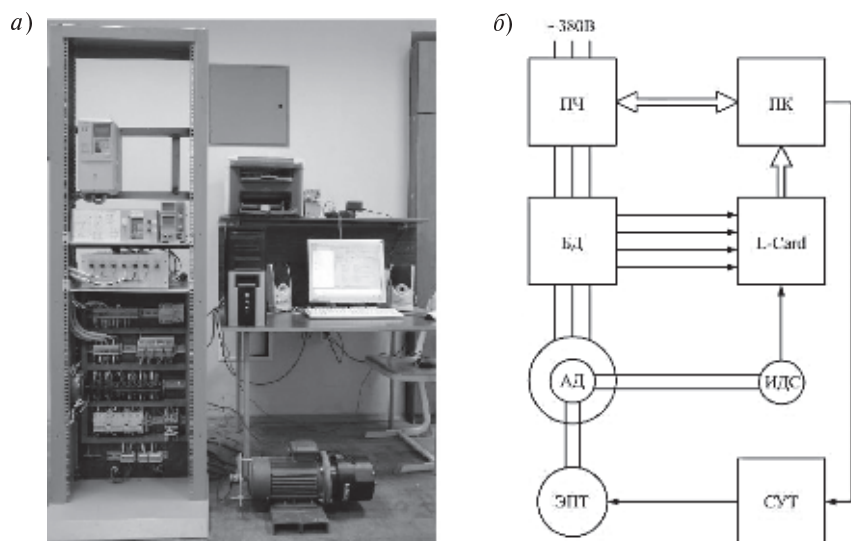 а)
б)
~380В
ПЧ
ПК
БД
L-Card
АД
ИДС
ЭПТ
СУТ